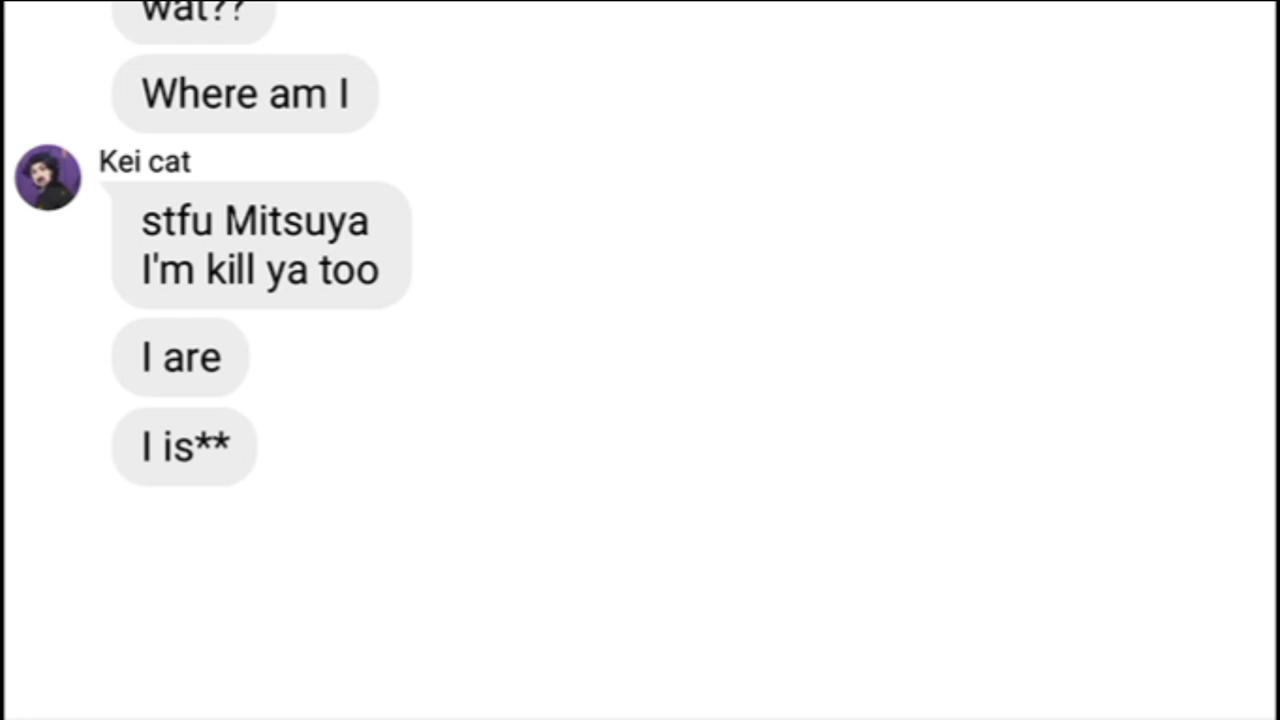 wat??
Where am I
Kei cat
stfu Mitsuya
I'm kill ya too
I are
I is**